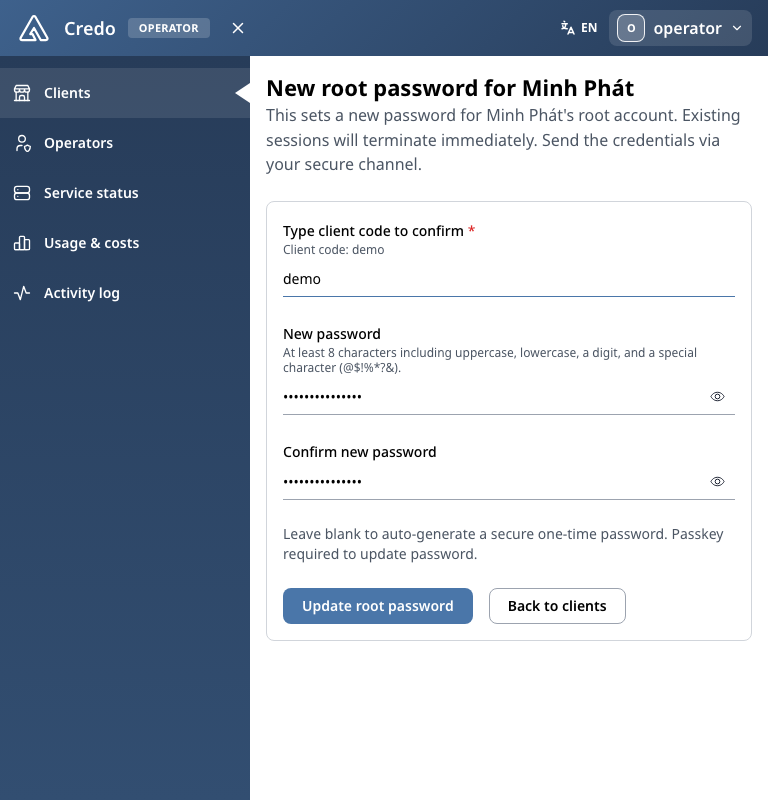 Credo
OPERATOR
EN
O
operator
Clients
Operators
Service status
Usage & costs
Activity log
New root password for Minh Phát
This sets a new password for Minh Phát's root account. Existing
sessions will terminate immediately. Send the credentials via
your secure channel.
Type client code to confirm *
Client code: demo
demo
New password
At least 8 characters including uppercase, lowercase, a digit, and a special
character (@$!%*?&).
•••••••••••••••
Confirm new password
•••••••••••••••
Leave blank to auto-generate a secure one-time password. Passkey
required to update password.
Update root password
Back to clients